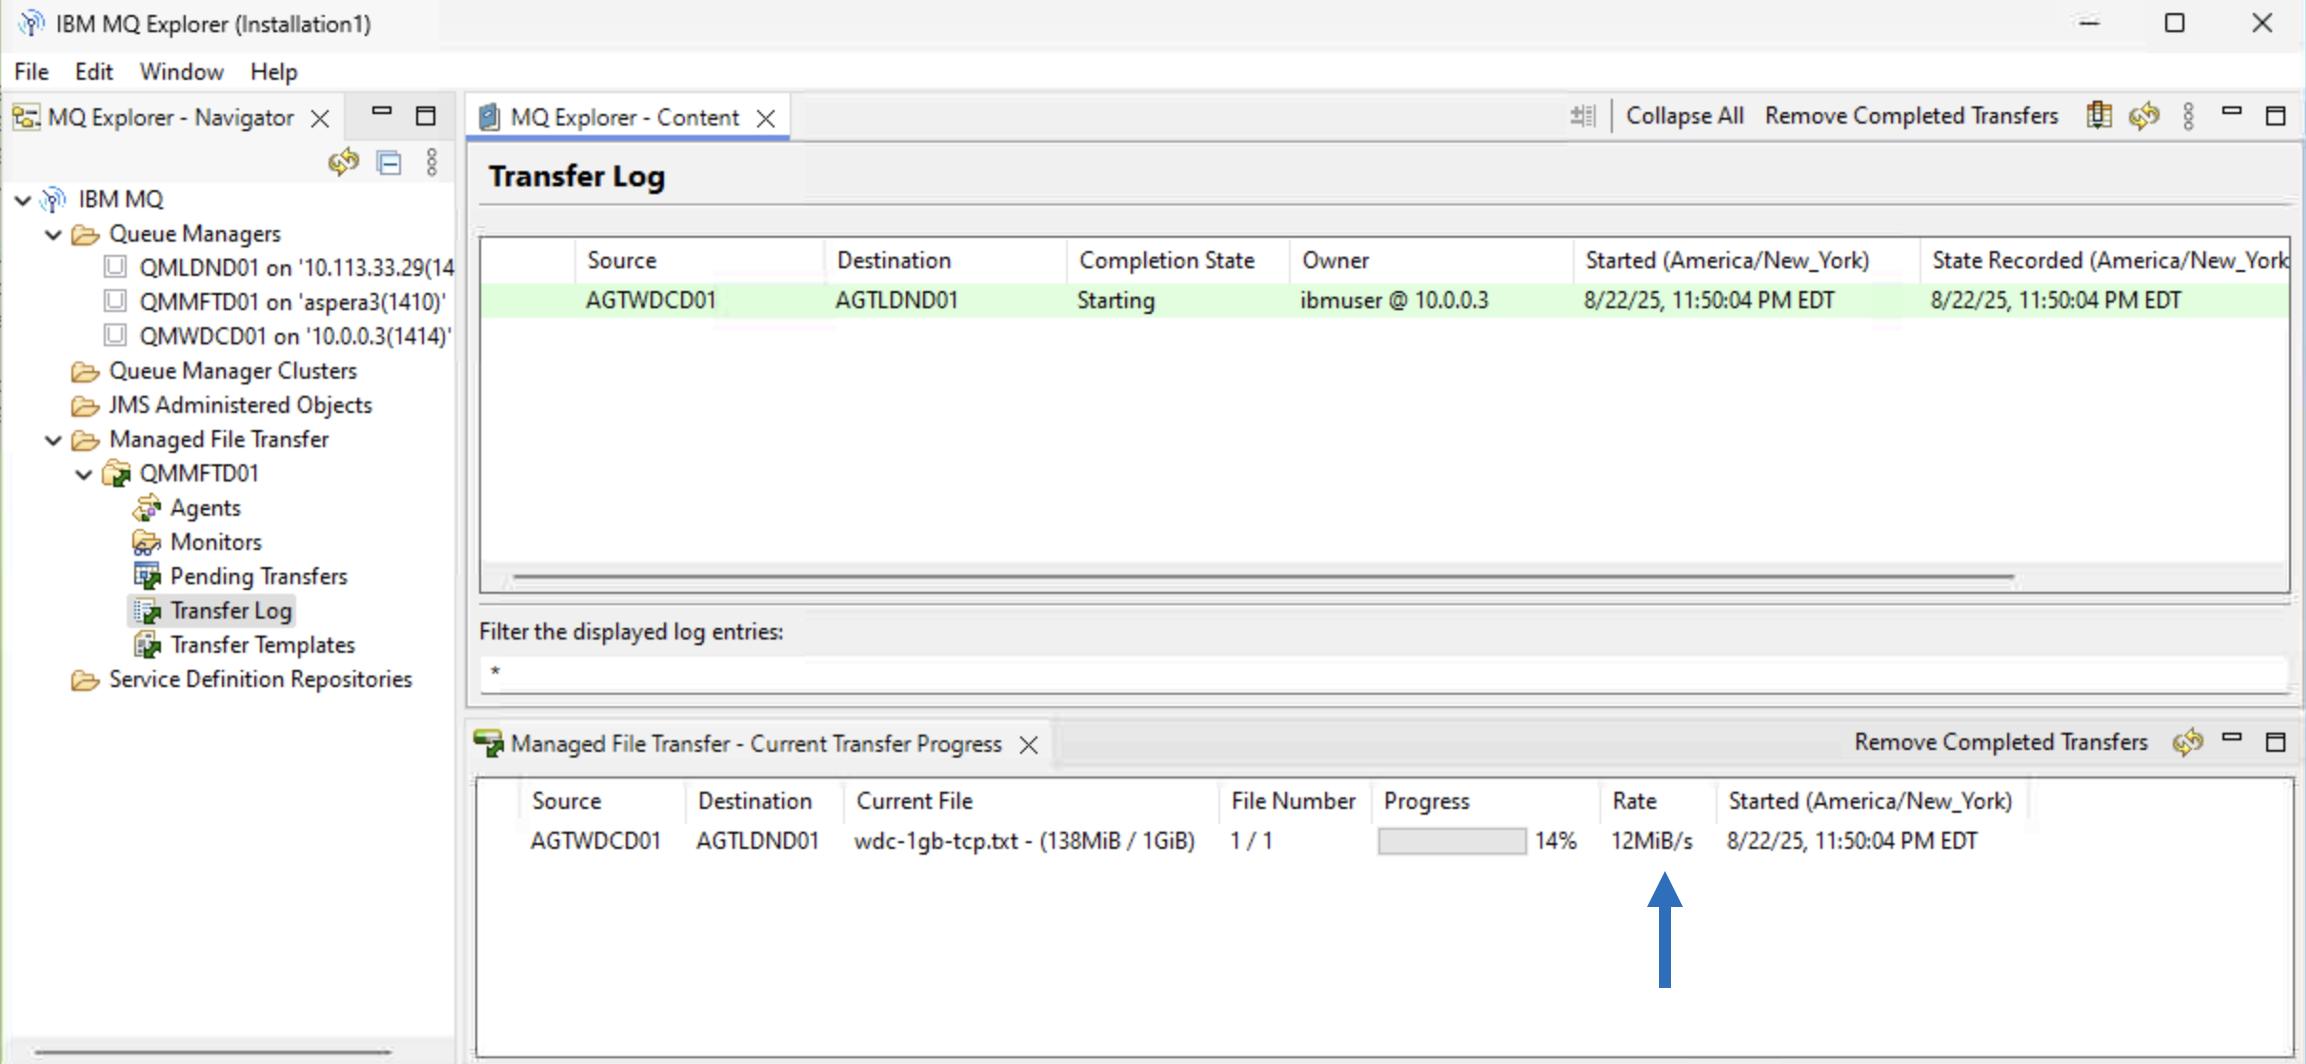 IBM MQ Explorer (Installation1)
File Edit Window Help
MQ Explorer - Navigator
IBM MQ
Queue Managers
QMLDND01 on '10.113.33.29(14
QMMFTD01 on 'aspera3(1410)'
QMWDCD01 on '10.0.0.3(1414)'
Queue Manager Clusters
JMS Administered Objects
Managed File Transfer
QMMFTD01
Agents
Monitors
Pending Transfers
Transfer Log
Transfer Templates
Service Definition Repositories
MQ Explorer - Content
Collapse All Remove Completed Transfers
Transfer Log
Source Destination Completion State Owner Started (America/New_York) State Recorded (America/New_York
AGTWDCD01 AGTLDND01 Starting ibmuser @ 10.0.0.3 8/22/25, 11:50:04 PM EDT 8/22/25, 11:50:04 PM EDT
Filter the displayed log entries:
*
Managed File Transfer - Current Transfer Progress Remove Completed Transfers
Source Destination Current File File Number Progress Rate Started (America/New_York)
AGTWDCD01 AGTLDND01 wdc-1gb-tcp.txt - (138MiB / 1GiB) 1 / 1 14% 12MiB/s 8/22/25, 11:50:04 PM EDT